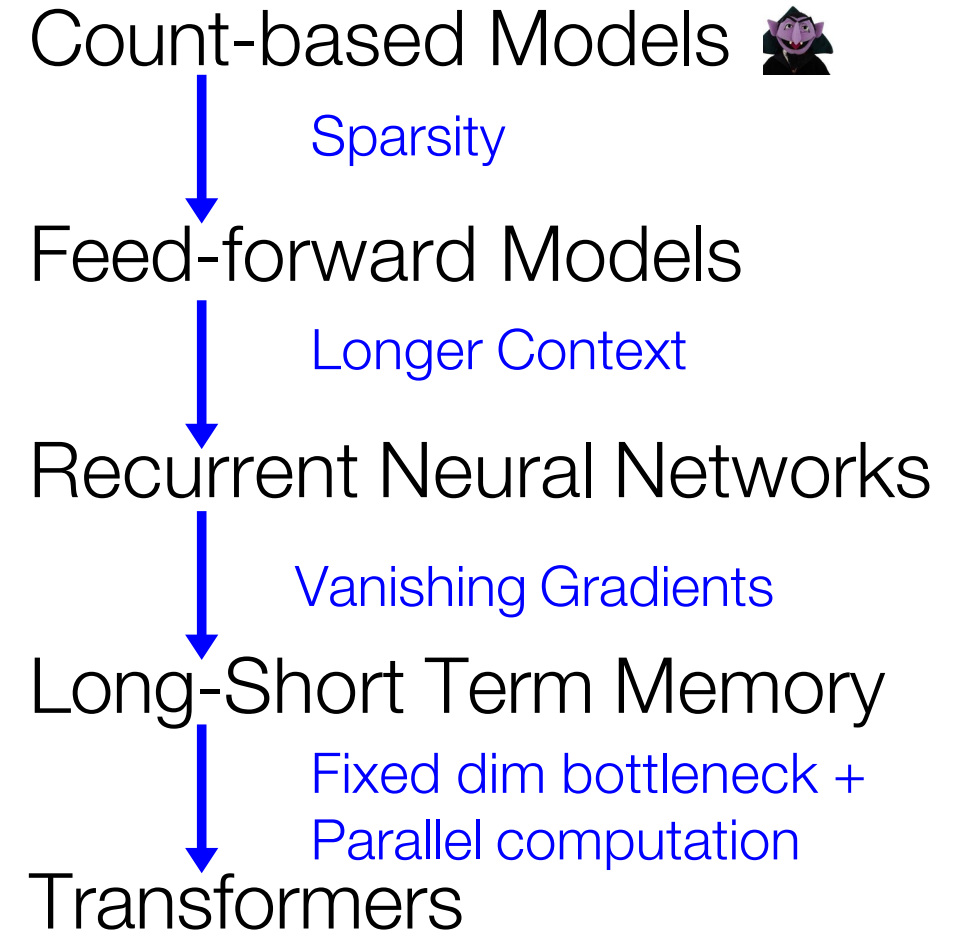 Count-based Models
Sparsity
Feed-forward Models
Longer Context
Recurrent Neural Networks
Vanishing Gradients
Long-Short Term Memory
Fixed dim bottleneck +
Parallel computation
Transformers